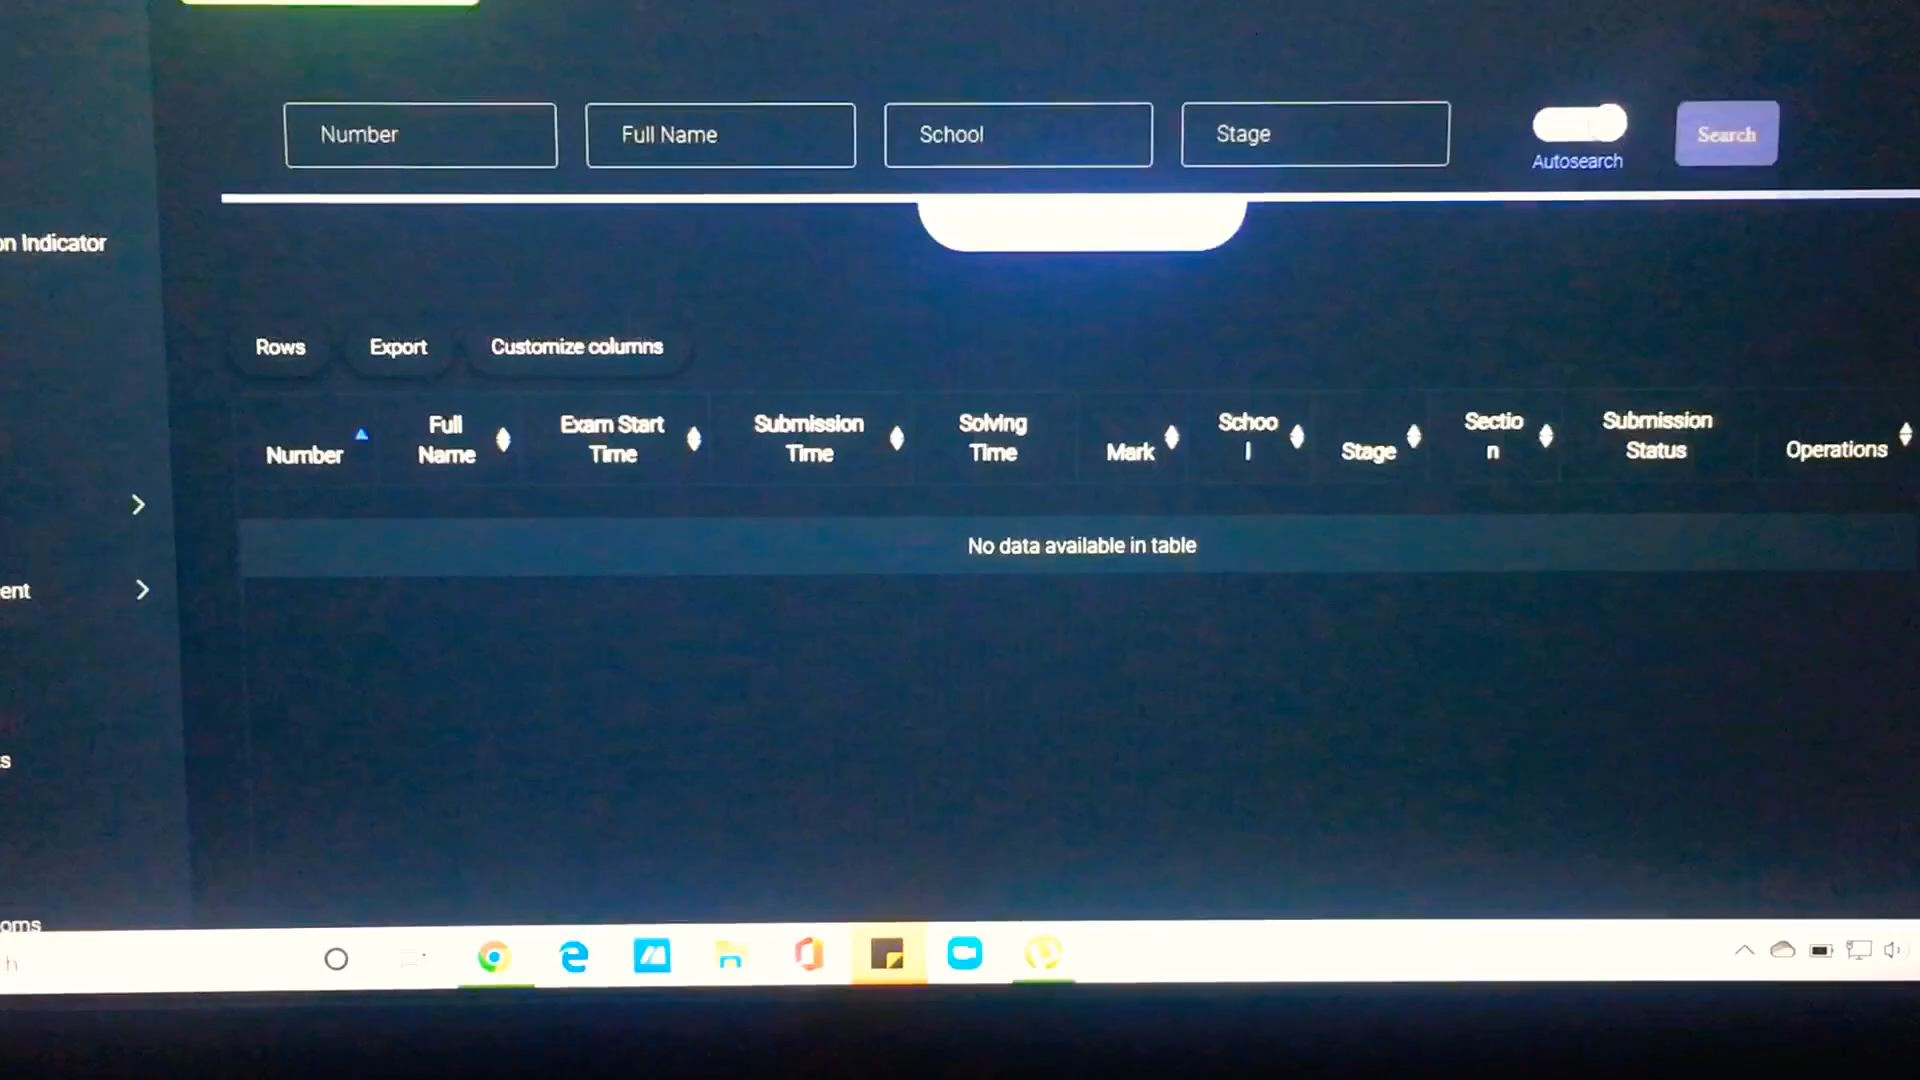 Number
Full Name
School
Stage
Autosearch
Search
on Indicator
Rows
Export
Customize columns
Number
Full
Name
Exam Start
Time
Submission
Time
Solving
Time
Mark
Schoo
l
Stage
Sectio
n
Submission
Status
Operations
No data available in table
ent
s
oms
h